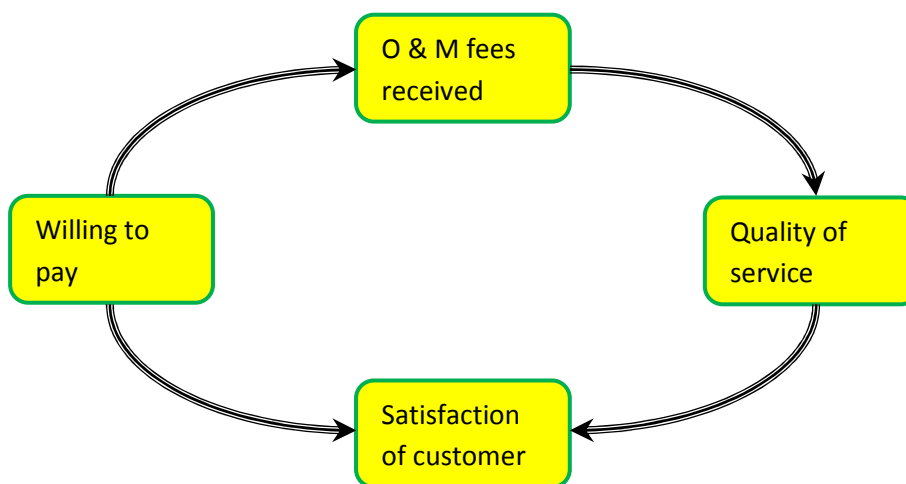 O & M fees
received
Willing to
pay
Quality of
service
Satisfaction
of customer